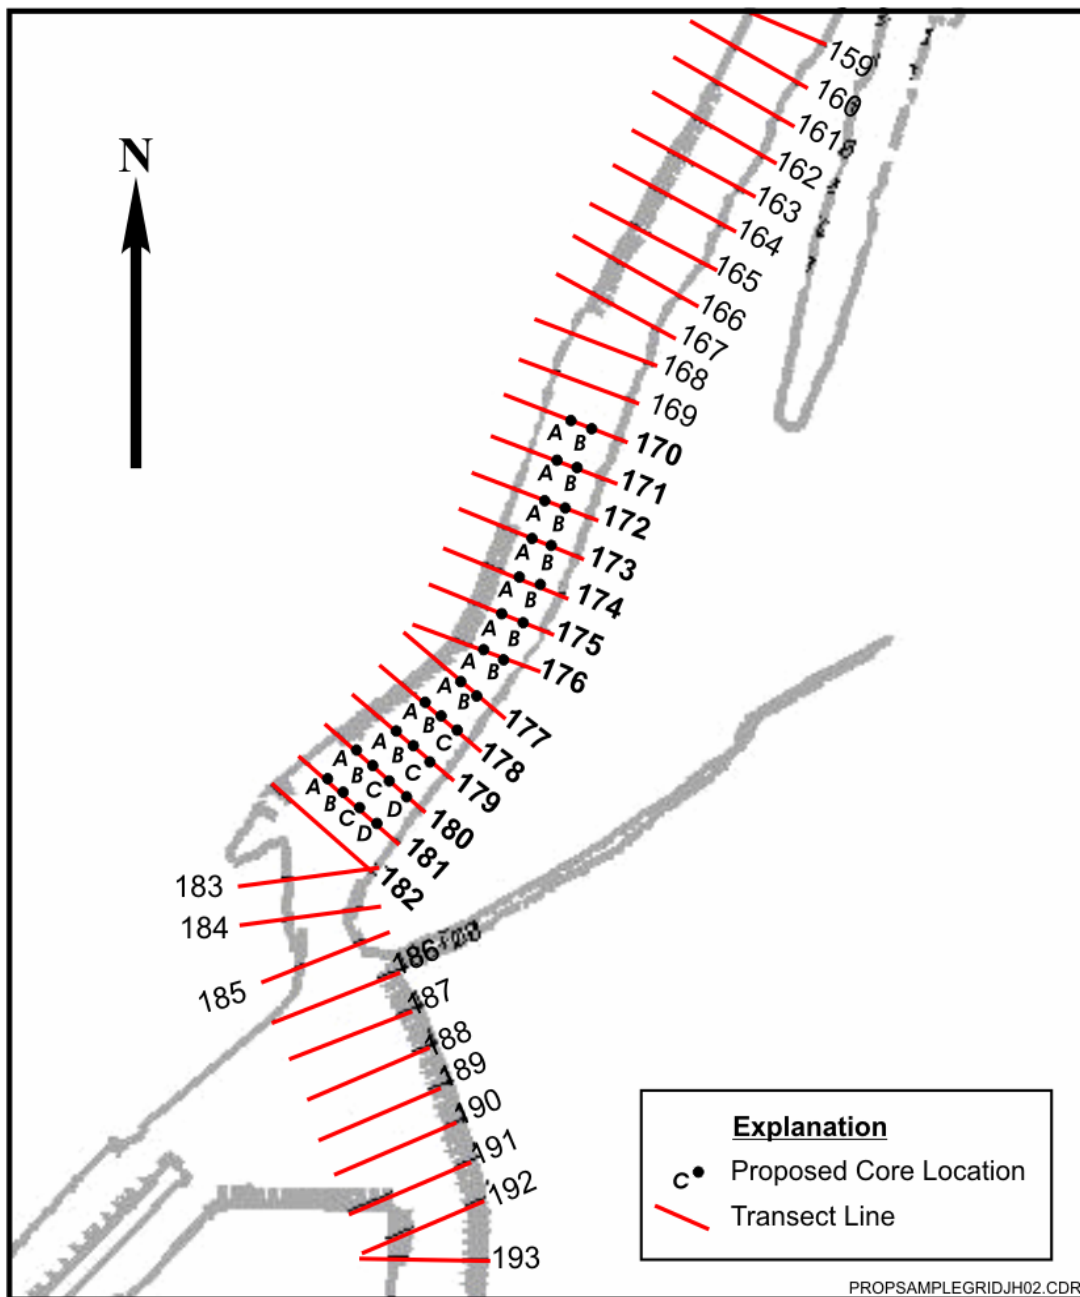 159
160
161
N
162
163
164
165
166
167
168
169
A B 170
A B 171
A B 172
A B 173
A B 174
A B 175
A B 176
A B 177
A B C 178
A B C 179
A B C D 180
A B C D 181
182
183
184
185
186
187
188
189
190
191
192
193
Explanation
C Proposed Core Location
Transect Line
PROPSAMPLEGRIDJH02.CDR